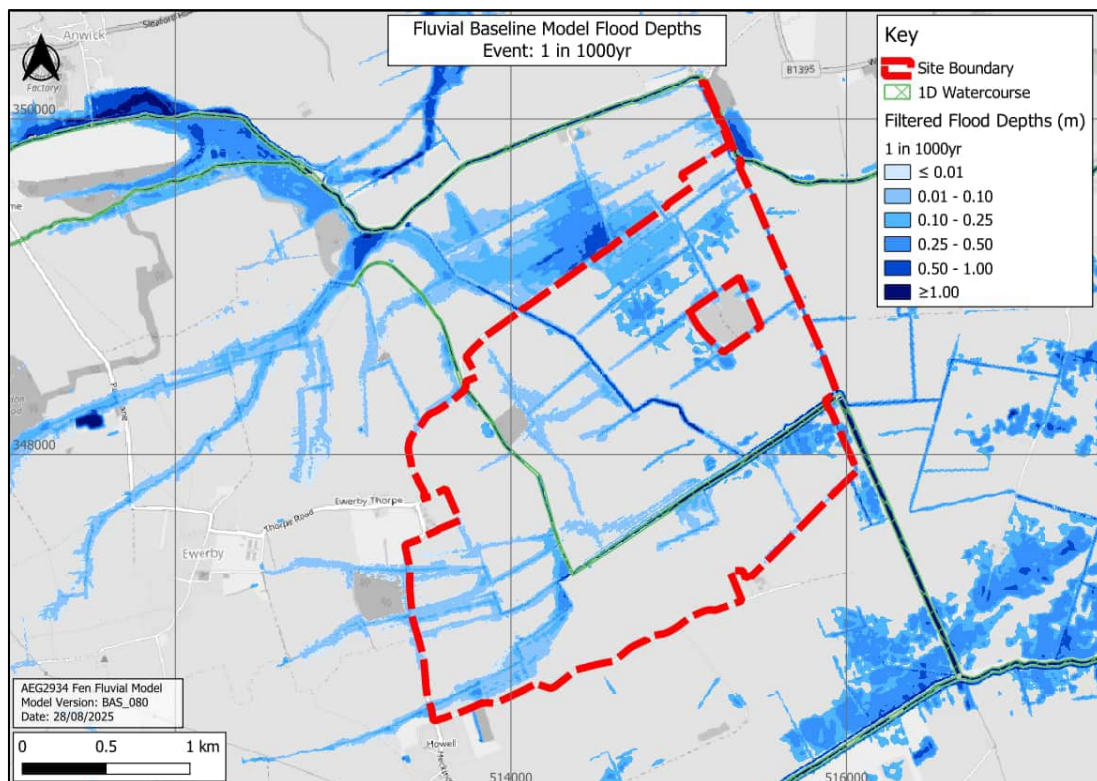 Sleaford Road
Anwick
Factory
Fluvial Baseline Model Flood Depths
Event: 1 in 1000yr
B1395
Key
Site Boundary
1D Watercourse
Filtered Flood Depths (m)
1 in 1000yr
≤ 0.01
0.01 - 0.10
0.10 - 0.25
0.25 - 0.50
0.50 - 1.00
≥1.00
350000
348000
Ewerby Thorpe
Thorpe Road
Ewerby
AEG2934 Fen Fluvial Model
Model Version: BAS_080
Date: 28/08/2025
0 0.5 1 km
Howell
514000
516000